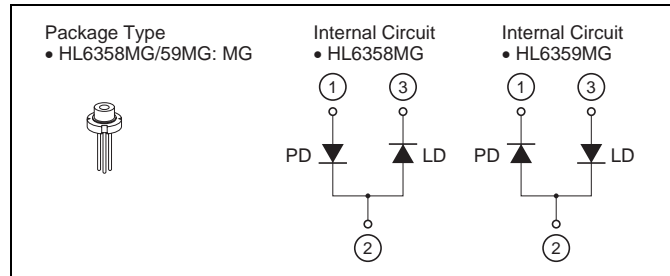 Package Type
• HL6358MG/59MG: MG
Internal Circuit
• HL6358MG
1
3
PD
LD
2
Internal Circuit
• HL6359MG
1
3
PD
LD
2